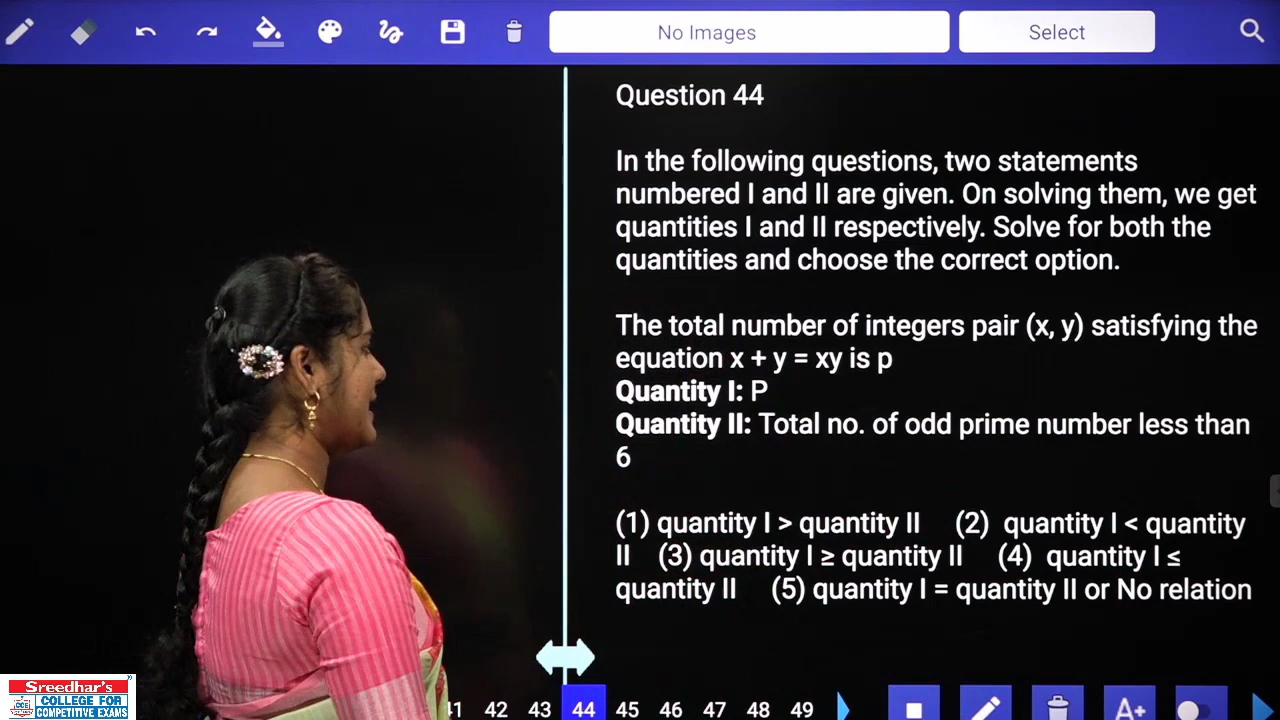 No Images
Select
Question 44
In the following questions, two statements
numbered I and II are given. On solving them, we get
quantities I and II respectively. Solve for both the
quantities and choose the correct option.
The total number of integers pair (x, y) satisfying the
equation x + y = xy is p
Quantity I: P
Quantity II: Total no. of odd prime number less than
6
(1) quantity I > quantity II (2) quantity I < quantity
II (3) quantity I ≥ quantity II (4) quantity I ≤
quantity II (5) quantity I = quantity II or No relation
Sreedhar's
COLLEGE FOR
COMPETITIVE EXAMS
42 43 44 45 46 47 48 49
A+